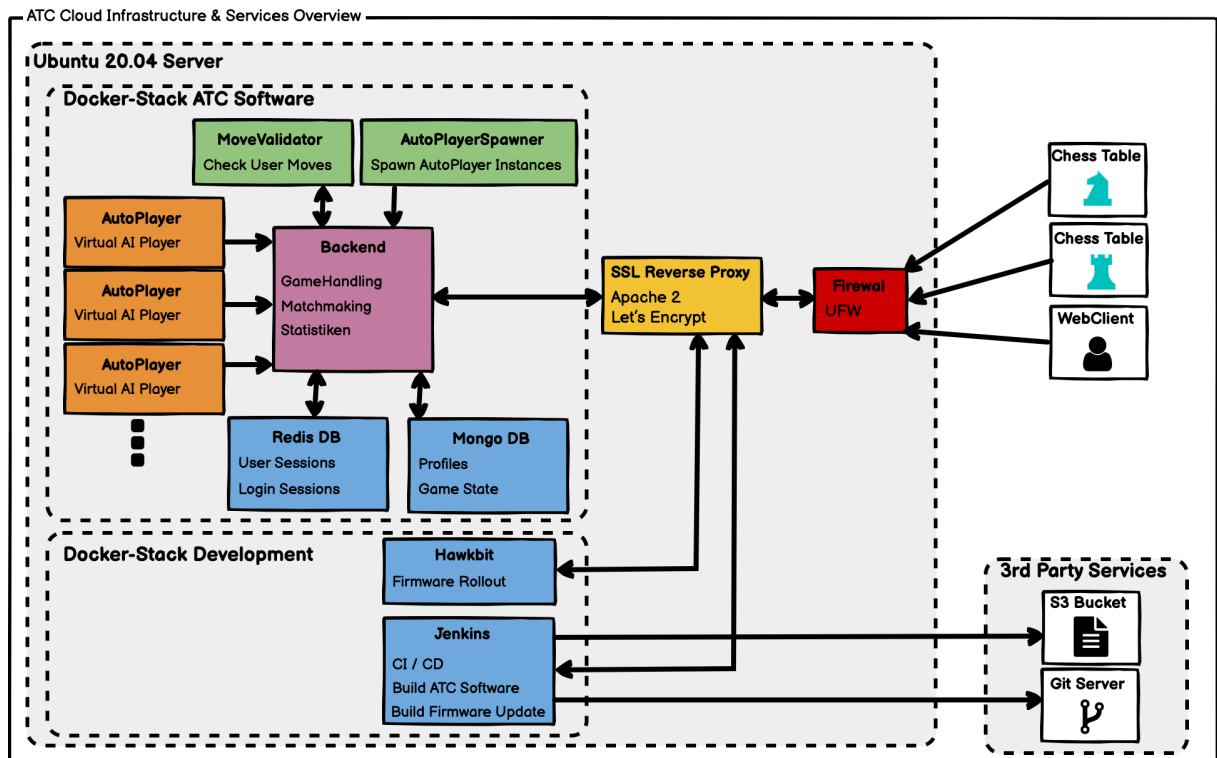 ATC Cloud Infrastructure & Services Overview
Ubuntu 20.04 Server
Docker-Stack ATC Software
MoveValidator
Check User Moves
AutoPlayerSpawner
Spawn AutoPlayer Instances
AutoPlayer
Virtual AI Player
AutoPlayer
Virtual AI Player
AutoPlayer
Virtual AI Player
Backend
GameHandling
Matchmaking
Statistiken
Redis DB
User Sessions
Login Sessions
Mongo DB
Profiles
Game State
SSL Reverse Proxy
Apache 2
Let's Encrypt
Firewal
UFW
Chess Table
Chess Table
WebClient
Docker-Stack Development
Hawkbit
Firmware Rollout
Jenkins
CI / CD
Build ATC Software
Build Firmware Update
3rd Party Services
S3 Bucket
Git Server